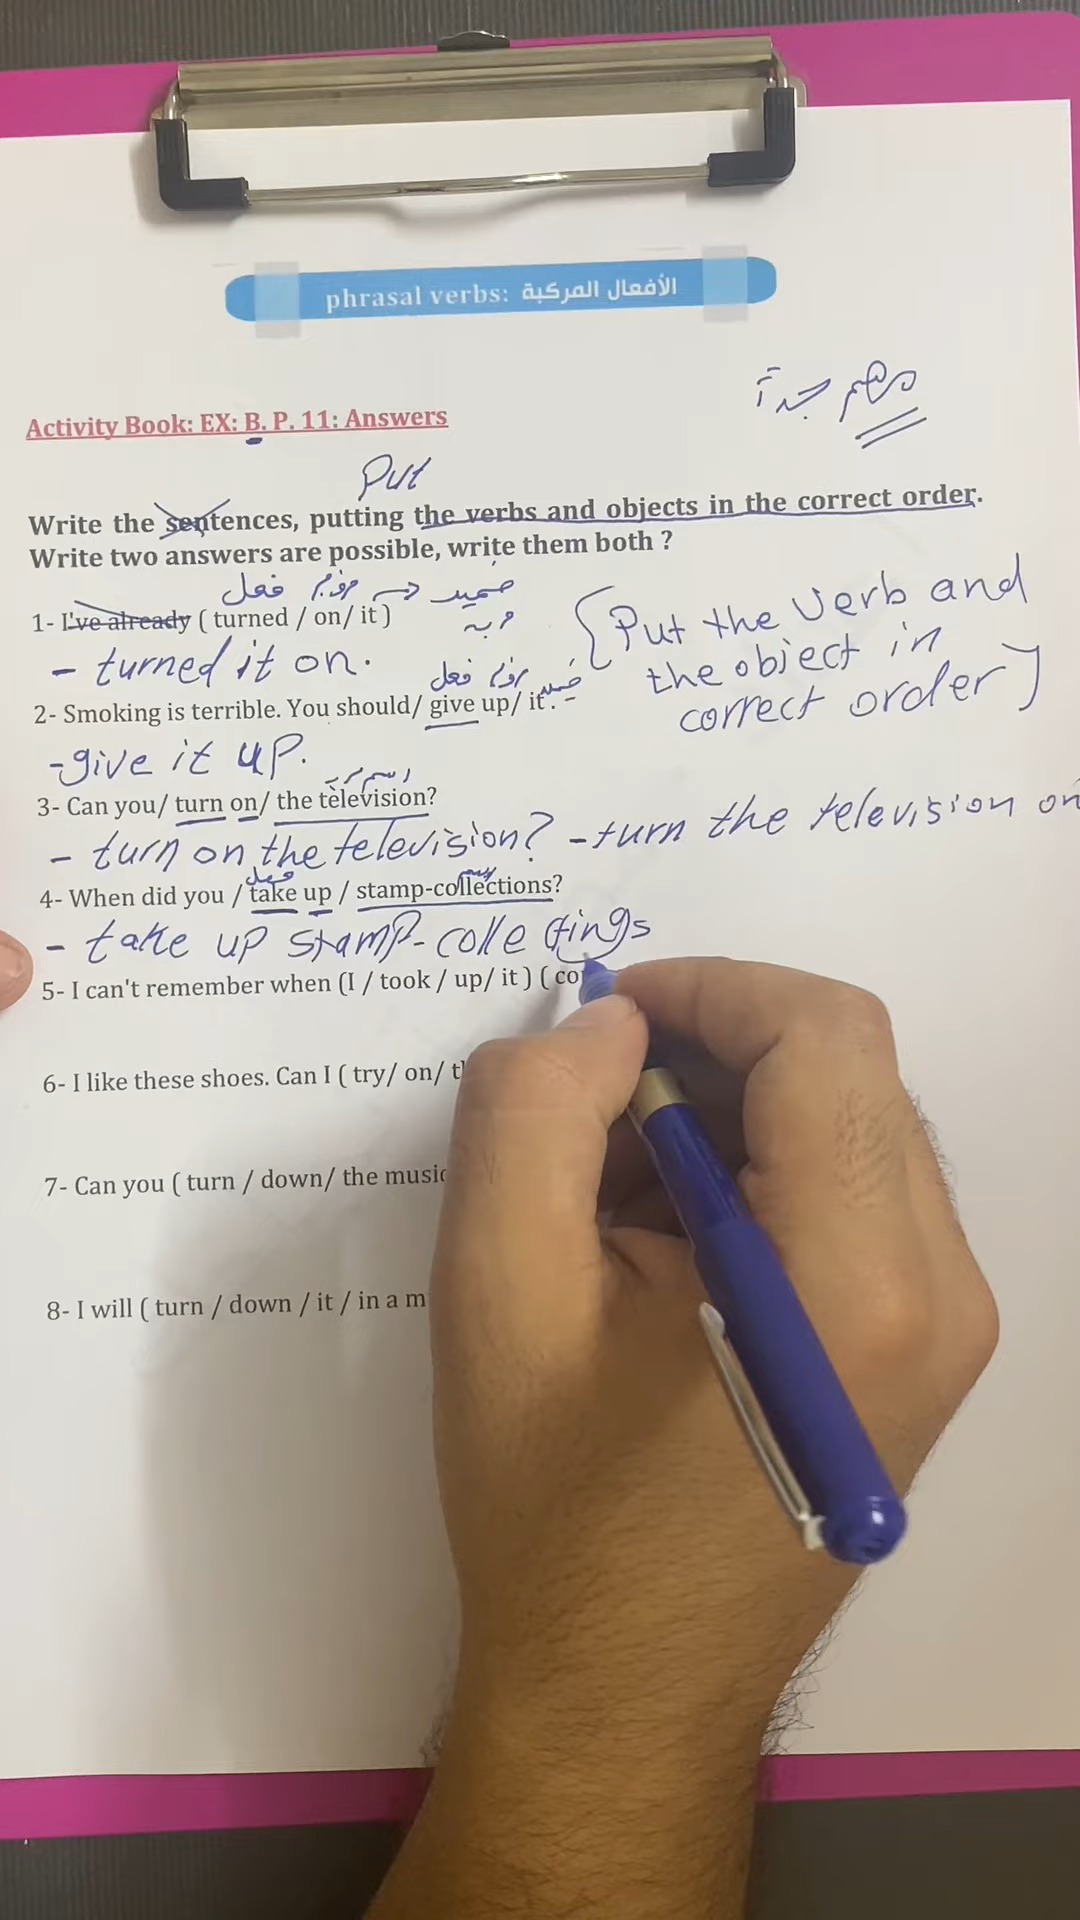 phrasal verbs: الأفعال المركبة
مهم جداً
Activity Book: EX: B. P. 11: Answers
Put
Write the sentences, putting the verbs and objects in the correct order.
Write two answers are possible, write them both ?
ضمير فعل
1- I've already ( turned / on/ it )
- turned it on.
{Put the verb and
the object in
correct order}
فعل ضمير
2- Smoking is terrible. You should/ give up/ it.
- give it up.
3- Can you/ turn on/ the television?
- turn on the television? - turn the television on
فعل
4- When did you / take up / stamp-collections?
- take up stamp-collectings
5- I can't remember when (I / took / up/ it ) (
6- I like these shoes. Can I ( try/ on/
7- Can you ( turn / down/ the music
8- I will ( turn / down / it / in a m